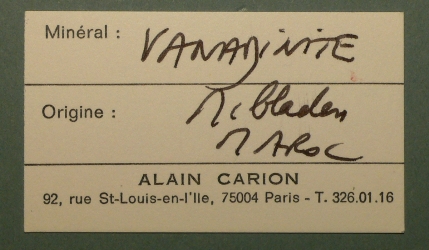 Minéral : VANADINITE
Origine : Mibladen
MAROC
ALAIN CARION
92, rue St-Louis-en-l'Ile, 75004 Paris - T. 326.01.16